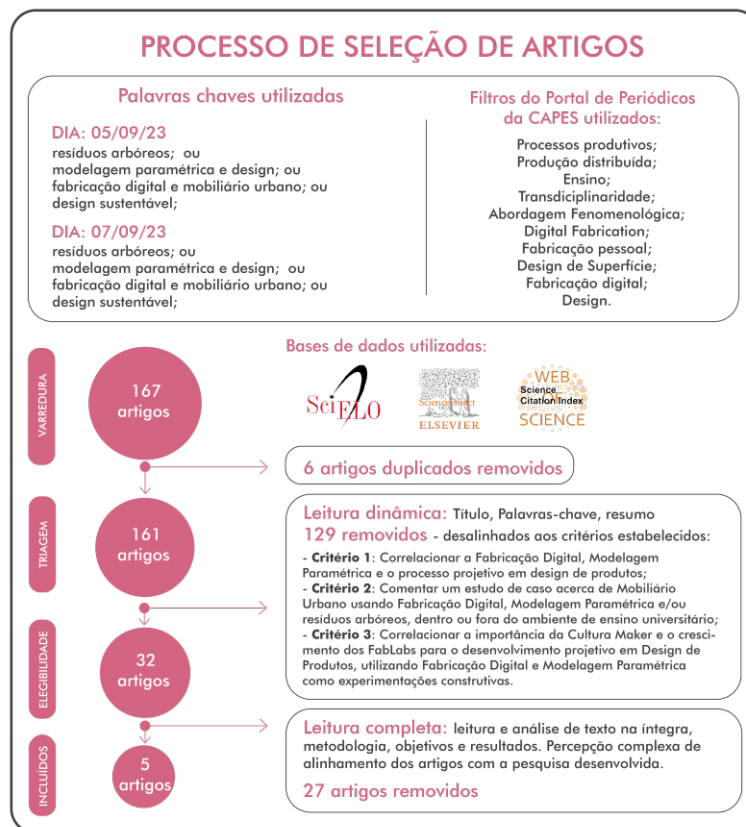 PROCESSO DE SELEÇÃO DE ARTIGOS
Palavras chaves utilizadas
DIA: 05/09/23
resíduos arbóreos;  ou
modelagem paramétrica e design; ou
fabricação digital e mobiliário urbano; ou
design sustentável;
DIA: 07/09/23
resíduos arbóreos; ou
modelagem paramétrica e design;  ou
fabricação digital e mobiliário urbano; ou
design sustentável;
Filtros do Portal de Periódicos
da CAPES utilizados:
Processos produtivos;
Produção distribuída;
Ensino;
Transdiciplinaridade;
Abordagem Fenomenológica;
Digital Fabrication;
Fabricação pessoal;
Design de Superfície;
Fabricação digital;
Design.
Bases de dados utilizadas:
SciELO
ScienceDirect
ELSEVIER
WEB
OF
Science
Citation Index
SCIENCE
VARREDURA
167
artigos
6 artigos duplicados removidos
TRIAGEM
161
artigos
Leitura dinâmica: Título, Palavras-chave, resumo
129 removidos - desalinhados aos critérios estabelecidos:
- Critério 1: Correlacionar a Fabricação Digital, Modelagem
Paramétrica e o processo projetivo em design de produtos;
- Critério 2: Comentar um estudo de caso acerca de Mobiliário
Urbano usando Fabricação Digital, Modelagem Paramétrica e/ou
resíduos arbóreos, dentro ou fora do ambiente de ensino universitário;
- Critério 3: Correlacionar a importância da Cultura Maker e o cresci-
mento dos FabLabs para o desenvolvimento projetivo em Design de
Produtos, utilizando Fabricação Digital e Modelagem Paramétrica
como experimentações construtivas.
ELEGIBILIDADE
32
artigos
Leitura completa: leitura e análise de texto na íntegra,
metodologia, objetivos e resultados. Percepção complexa de
alinhamento dos artigos com a pesquisa desenvolvida.
27 artigos removidos
INCLUÍDOS
5
artigos